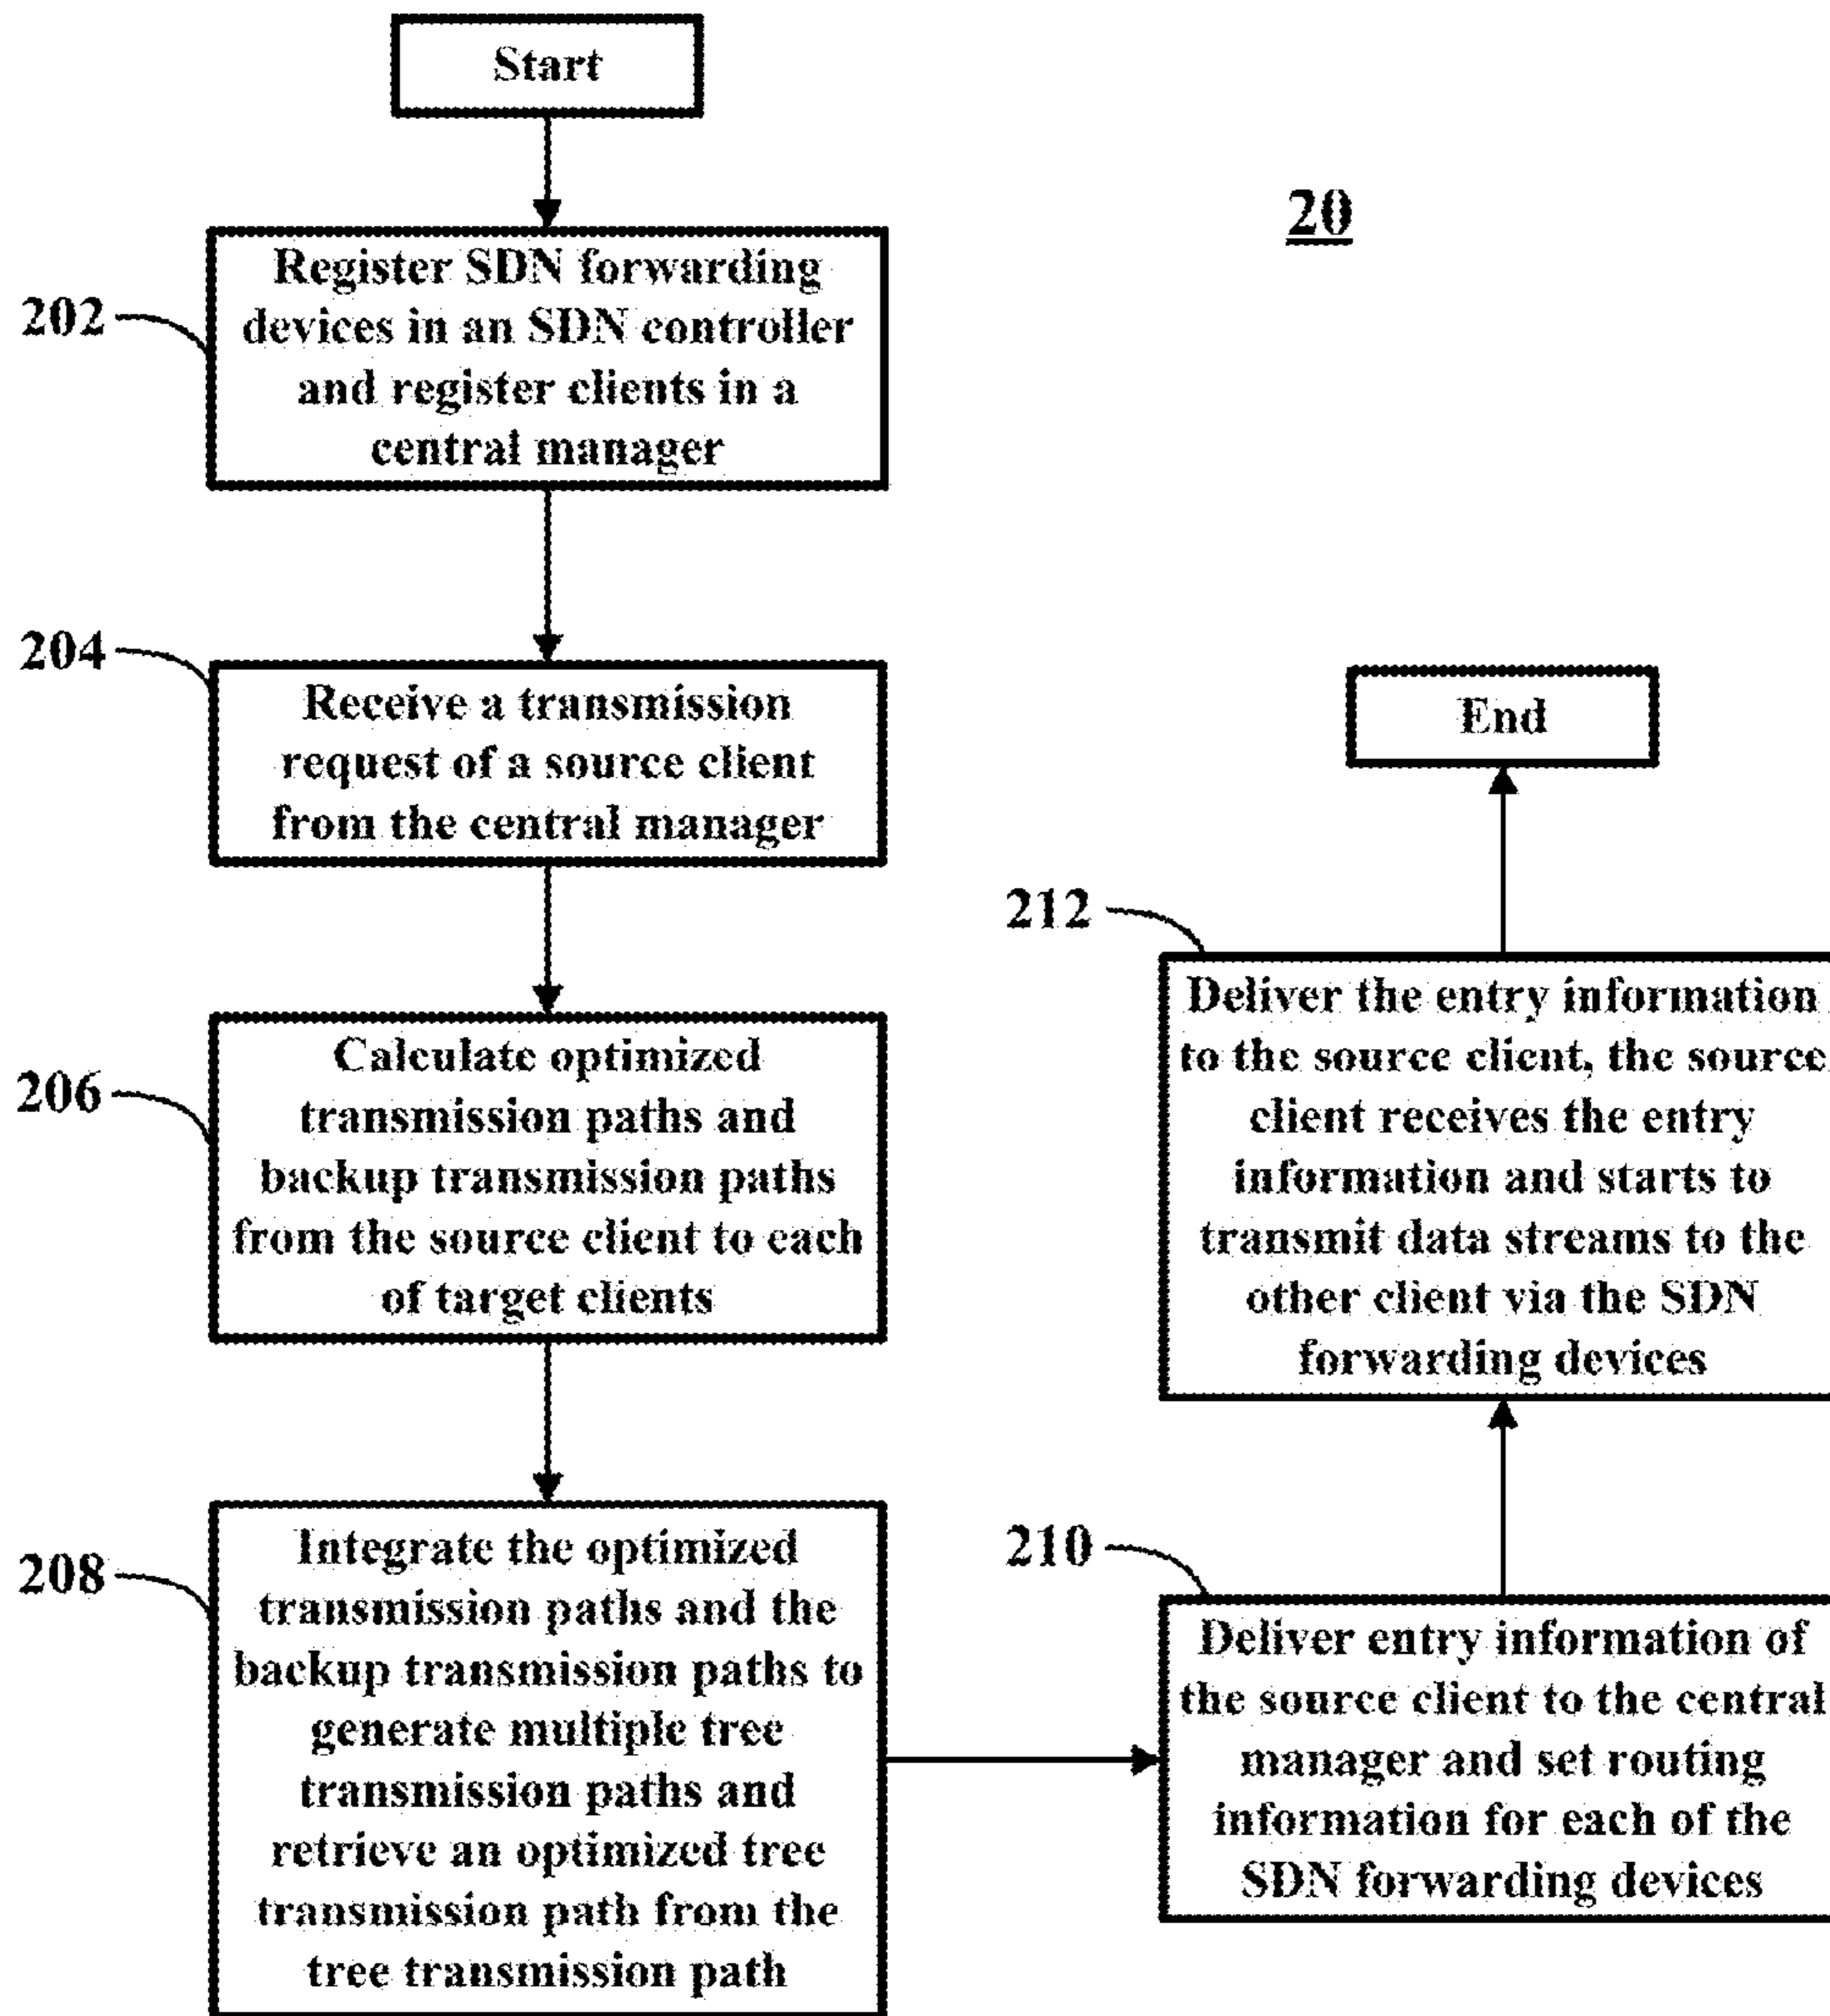 Start
20
202
Register SDN forwarding
devices in an SDN controller
and register clients in a
central manager
204
Receive a transmission
request of a source client
from the central manager
206
Calculate optimized
transmission paths and
backup transmission paths
from the source client to each
of target clients
208
Integrate the optimized
transmission paths and the
backup transmission paths to
generate multiple tree
transmission paths and
retrieve an optimized tree
transmission path from the
tree transmission path
210
Deliver entry information of
the source client to the central
manager and set routing
information for each of the
SDN forwarding devices
212
Deliver the entry information
to the source client, the source
client receives the entry
information and starts to
transmit data streams to the
other client via the SDN
forwarding devices
End